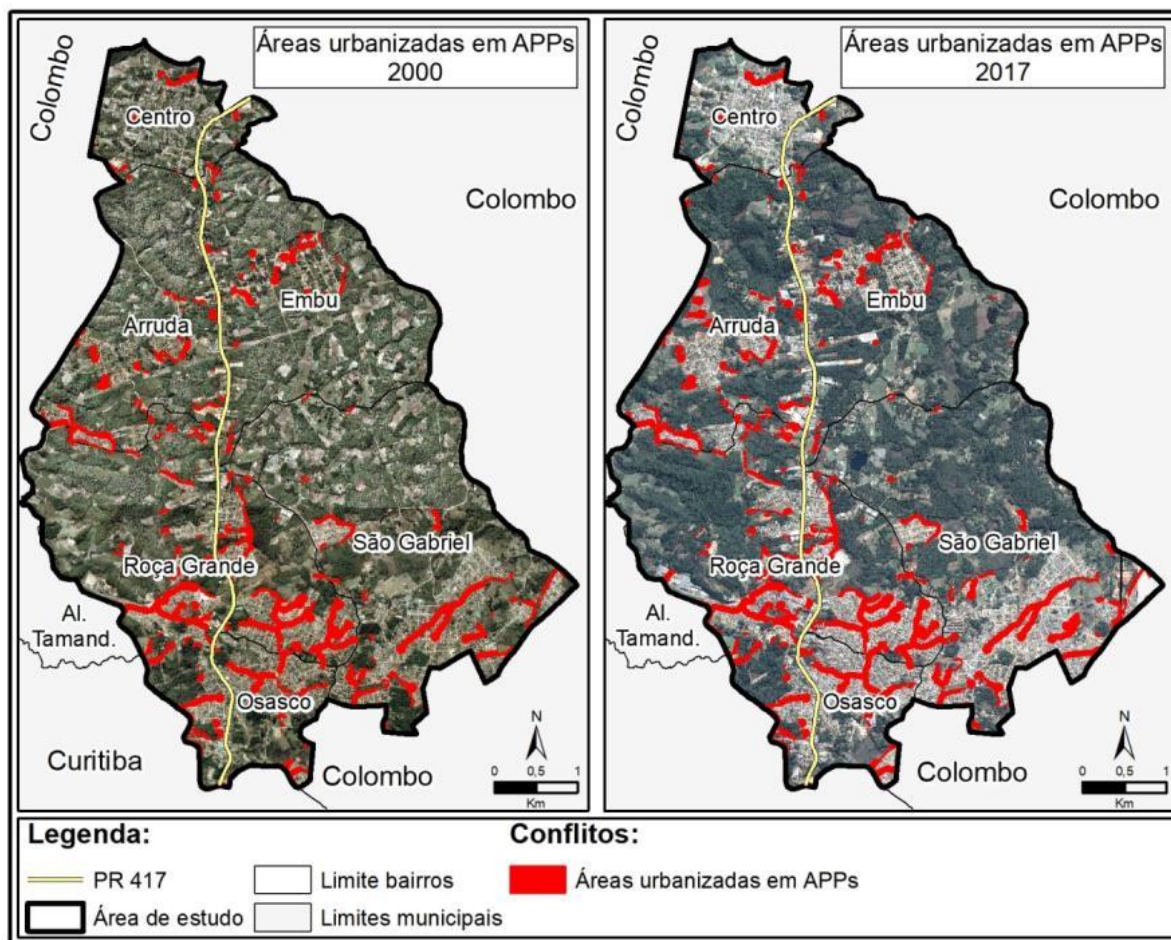 Áreas urbanizadas em APPs
2000
Colombo
Centro
Colombo
Embu
Arruda
São Gabriel
Roça Grande
Al.
Tamand.
Osasco
Curitiba
Colombo
N
0 0,5 1
Km
Áreas urbanizadas em APPs
2017
Colombo
Centro
Colombo
Embu
Arruda
São Gabriel
Roça Grande
Al.
Tamand.
Osasco
Curitiba
Colombo
N
0 0,5 1
Km
Legenda:
PR 417
Limite bairros
Área de estudo
Limites municipais
Conflitos:
Áreas urbanizadas em APPs